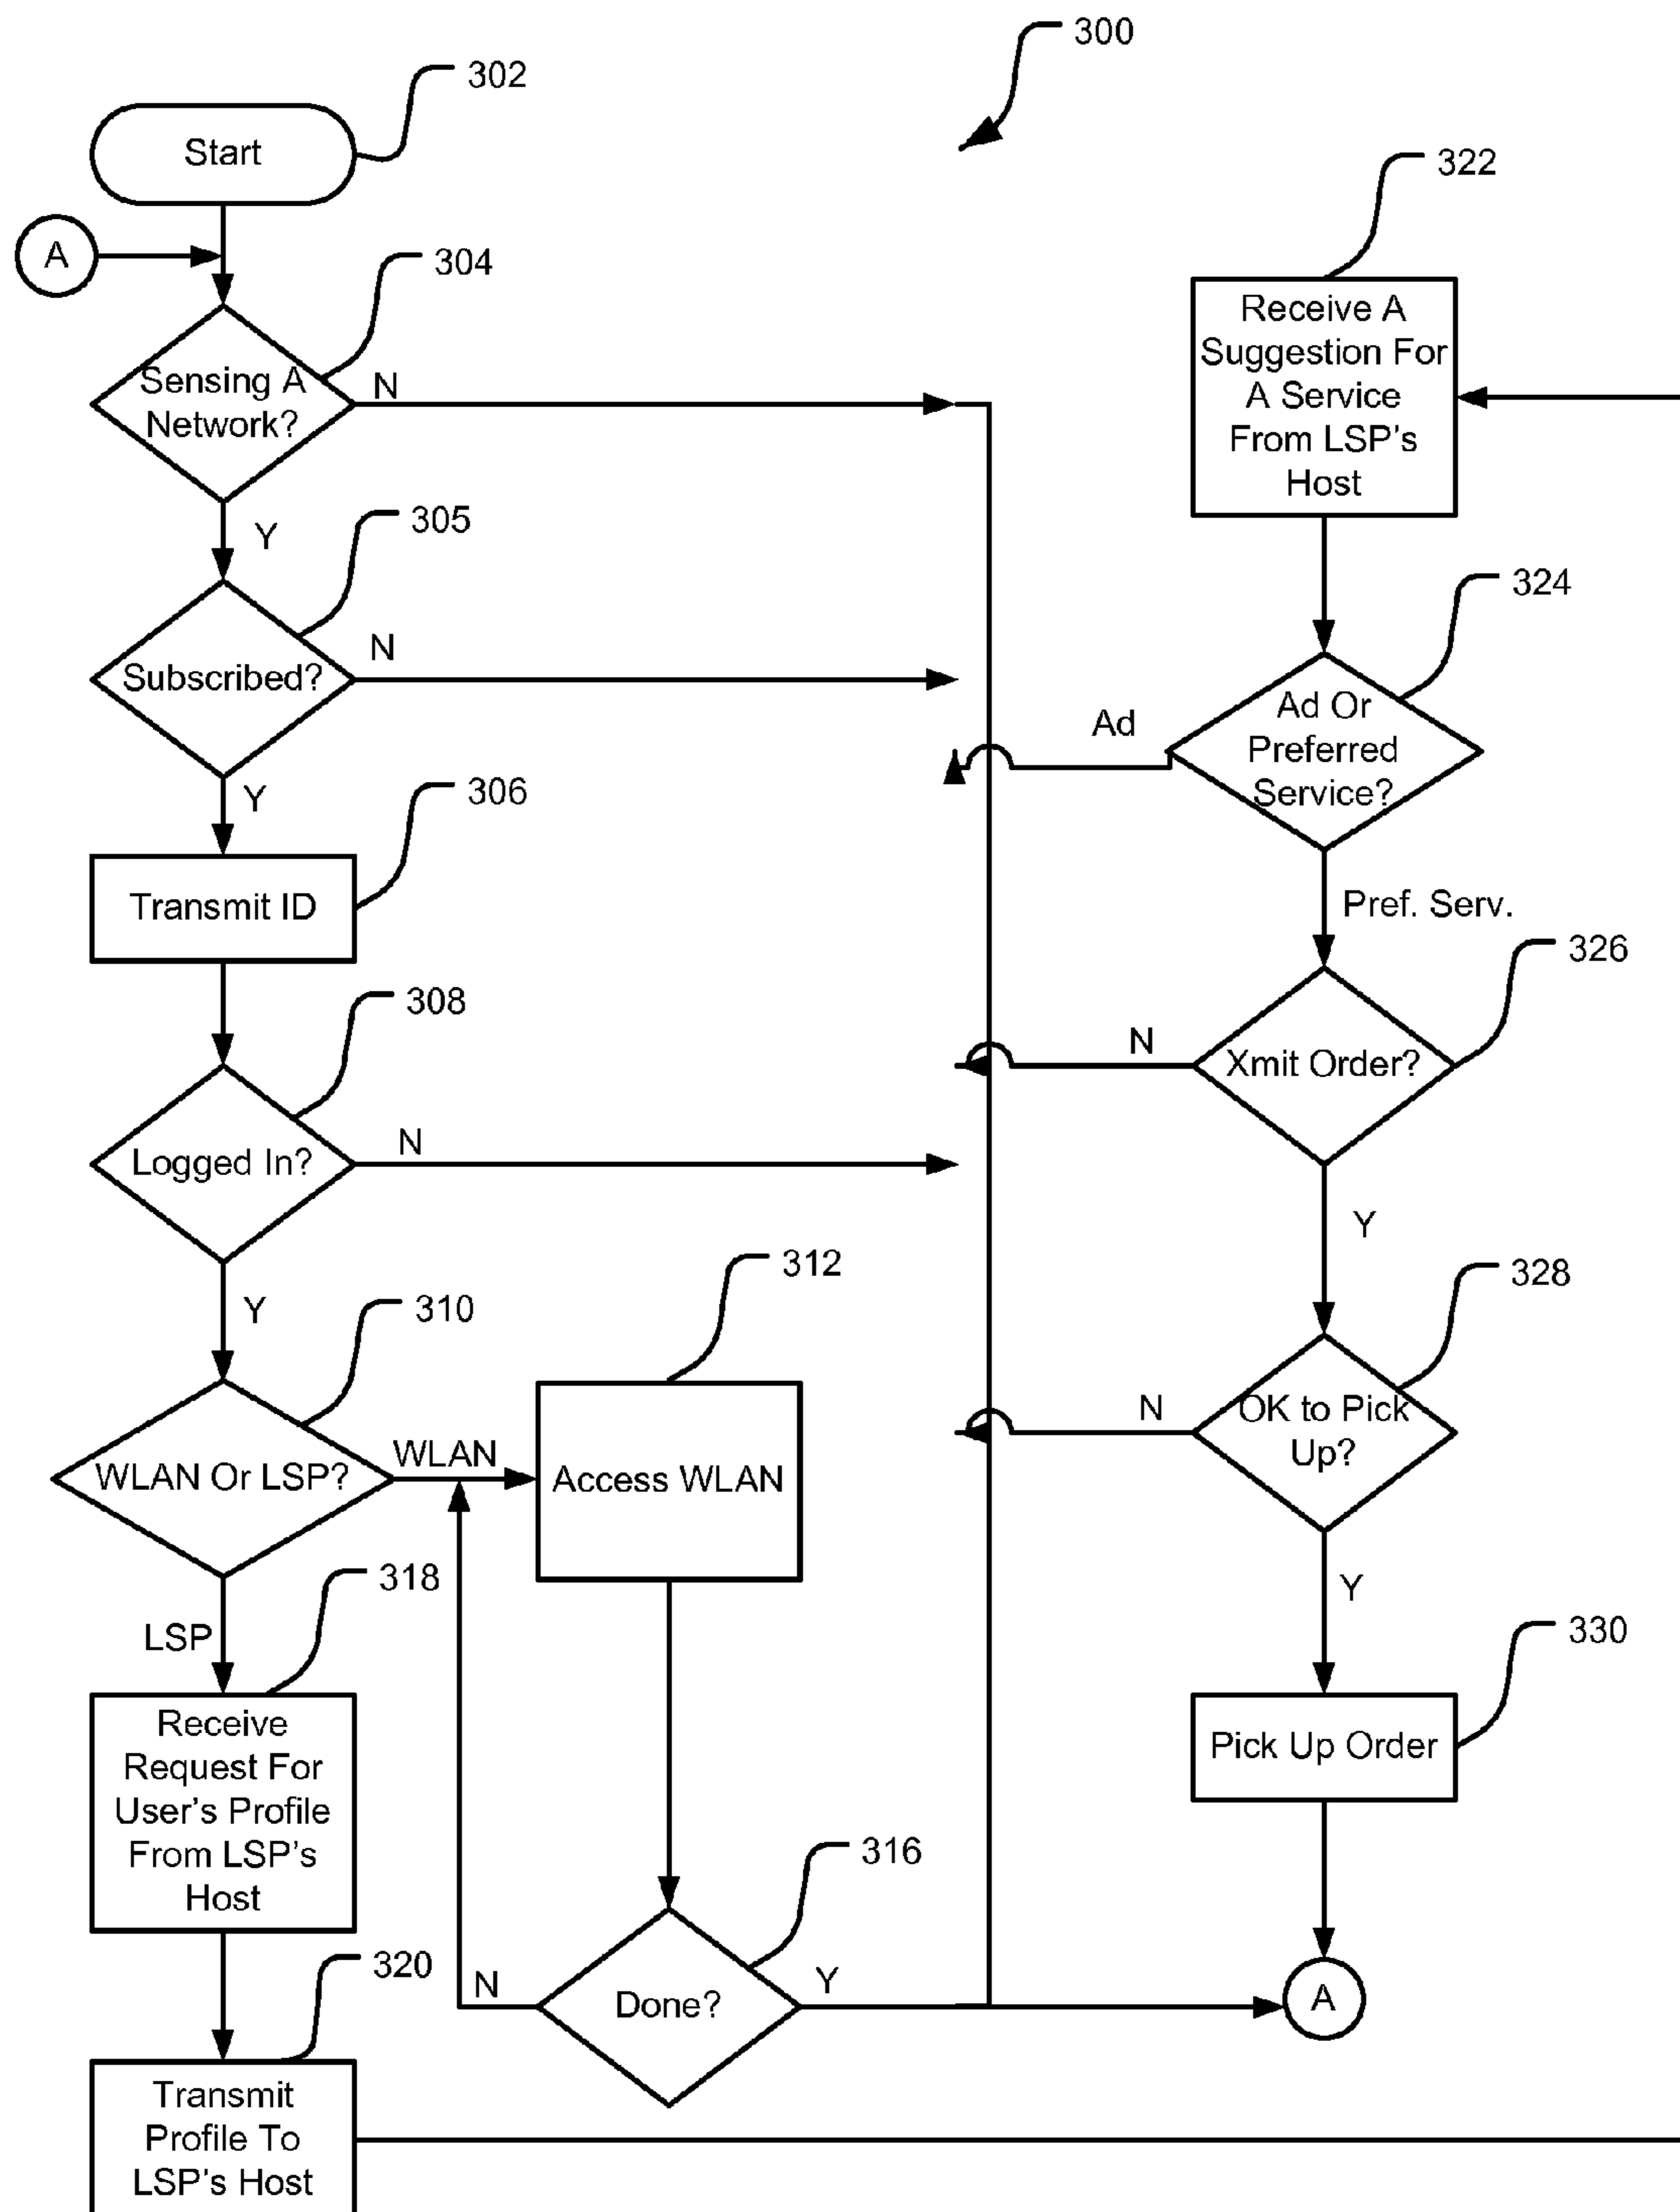 300
302
Start
A
304
Sensing A
Network?
N
Y
305
Subscribed?
N
Y
306
Transmit ID
308
Logged In?
N
Y
310
WLAN Or LSP?
WLAN
312
Access WLAN
LSP
318
Receive
Request For
User's Profile
From LSP's
Host
316
Done?
N
Y
320
Transmit
Profile To
LSP's Host
322
Receive A
Suggestion For
A Service
From LSP's
Host
324
Ad Or
Preferred
Service?
Ad
Pref. Serv.
326
Xmit Order?
N
Y
328
OK to Pick
Up?
N
Y
330
Pick Up Order
A